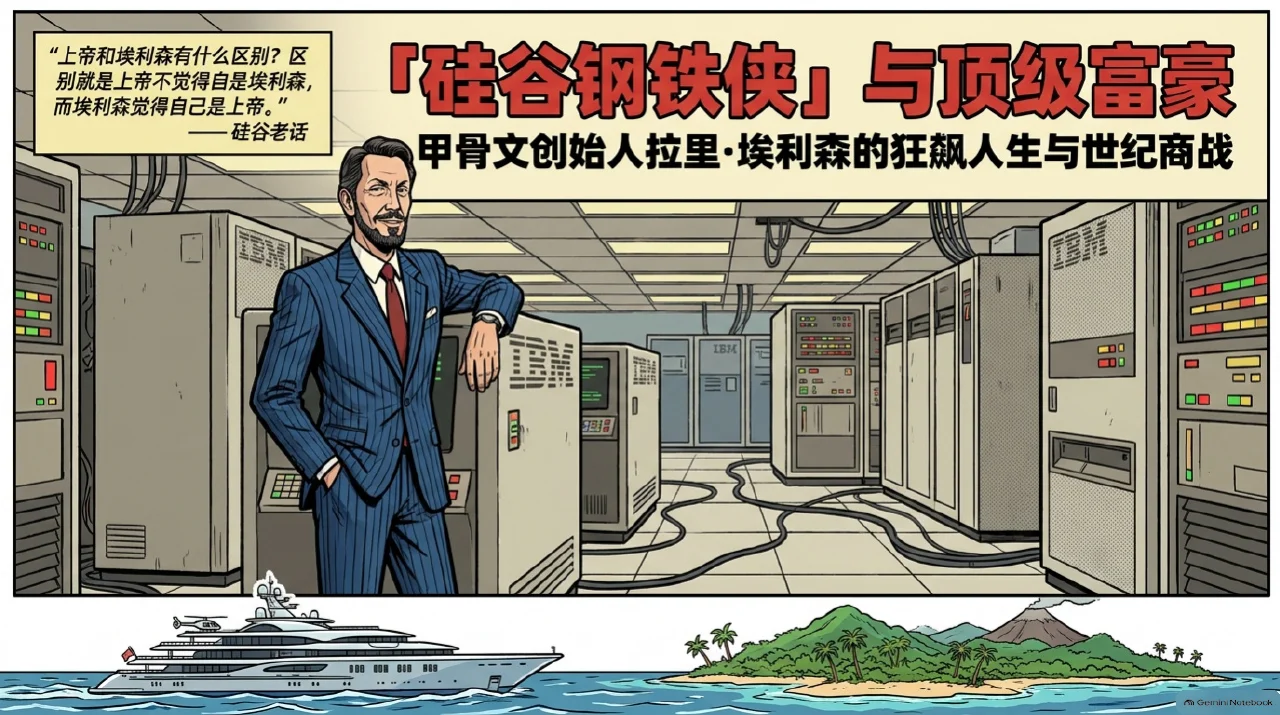 “上帝和埃利森有什么区别？区
别就是上帝不觉得自是埃利森，
而埃利森觉得自己是上帝。”
——硅谷老话
「硅谷钢铁侠」与顶级富豪
甲骨文创始人拉里·埃利森的狂飙人生与世纪商战
IBM
IBM
IBM
IBM
IBM
Gemini Notebook